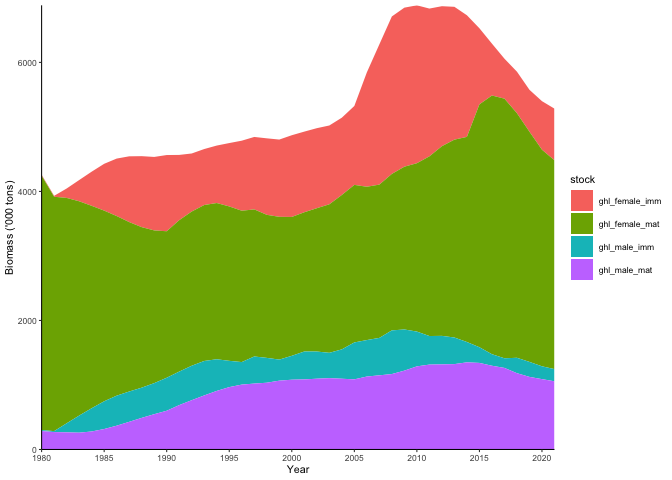 Biomass ('000 tons)
6000
4000
2000
0
1980
1985
1990
1995
2000
2005
2010
2015
2020
Year
stock
ghl_female_imm
ghl_female_mat
ghl_male_imm
ghl_male_mat